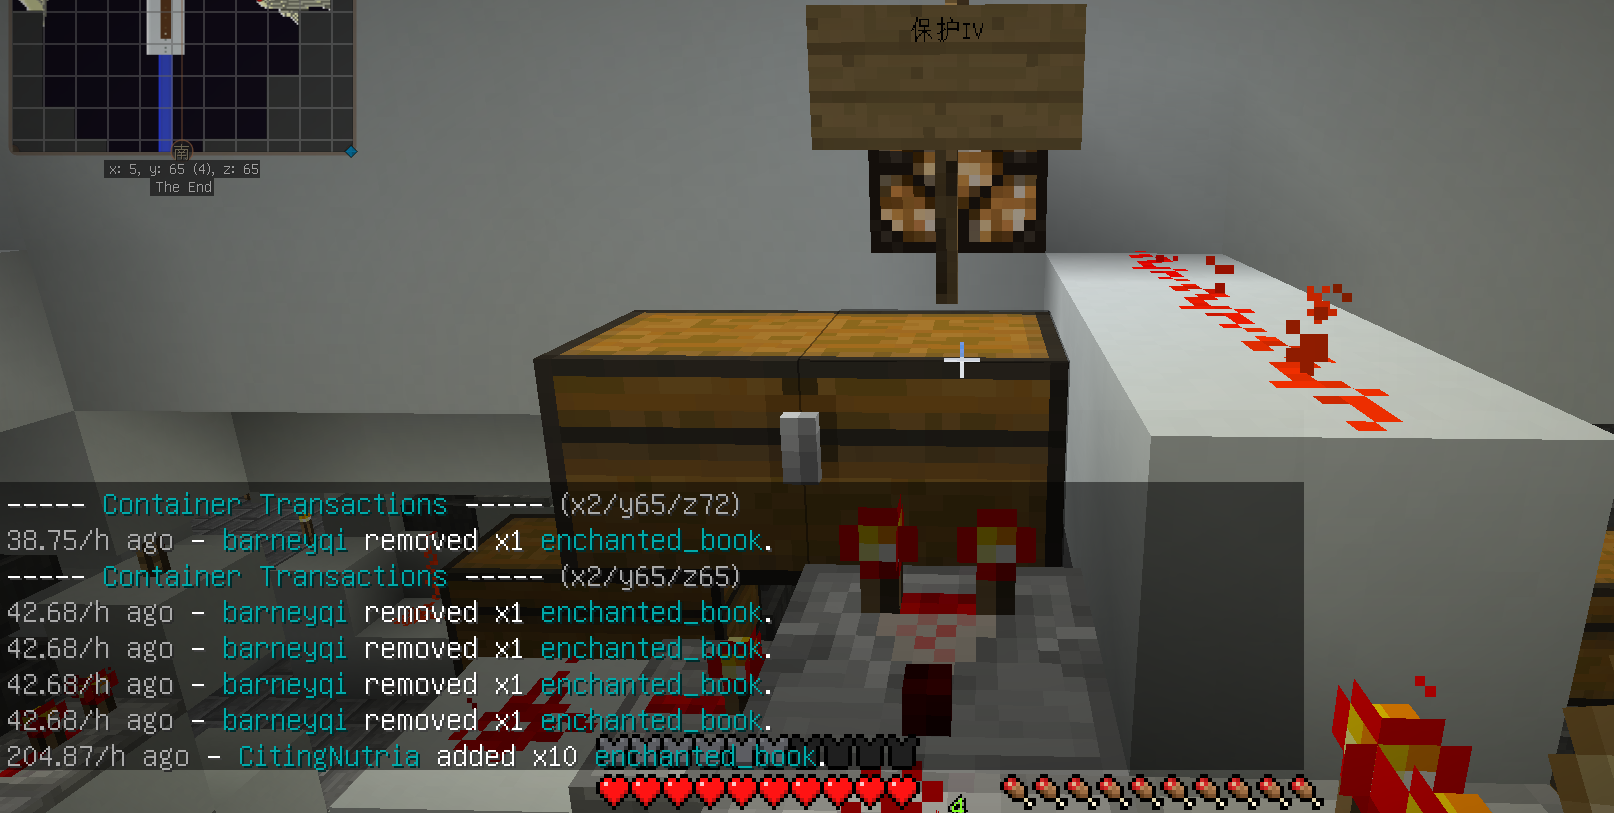 保护IV
南
x: 5, y: 65 (4), z: 65
The End
----- Container Transactions ----- (x2/y65/z72)
38.75/h ago - barneyqi removed x1 enchanted_book.
----- Container Transactions ----- (x2/y65/z65)
42.68/h ago - barneyqi removed x1 enchanted_book.
42.68/h ago - barneyqi removed x1 enchanted_book.
42.68/h ago - barneyqi removed x1 enchanted_book.
42.68/h ago - barneyqi removed x1 enchanted_book.
204.87/h ago - CitingNutria added x10 enchanted_book.